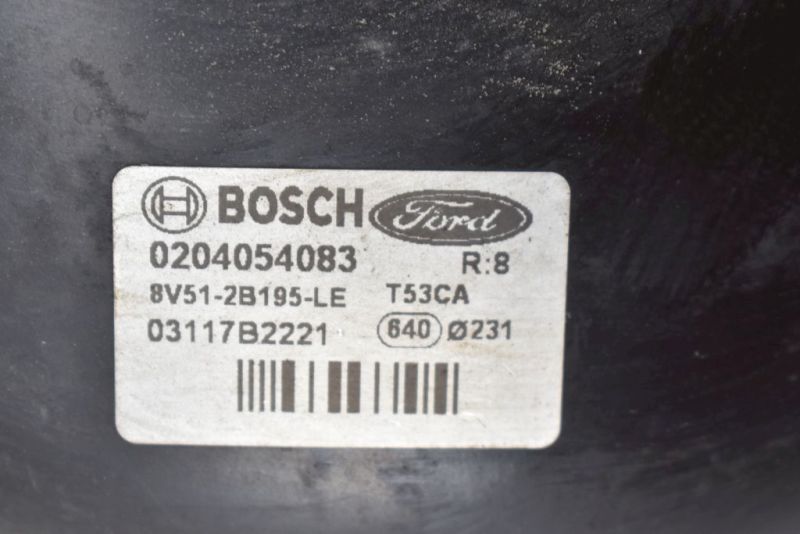 BOSCH Ford
0204054083 R:8
8V51-2B195-LE T53CA
03117B2221 640 Ø231